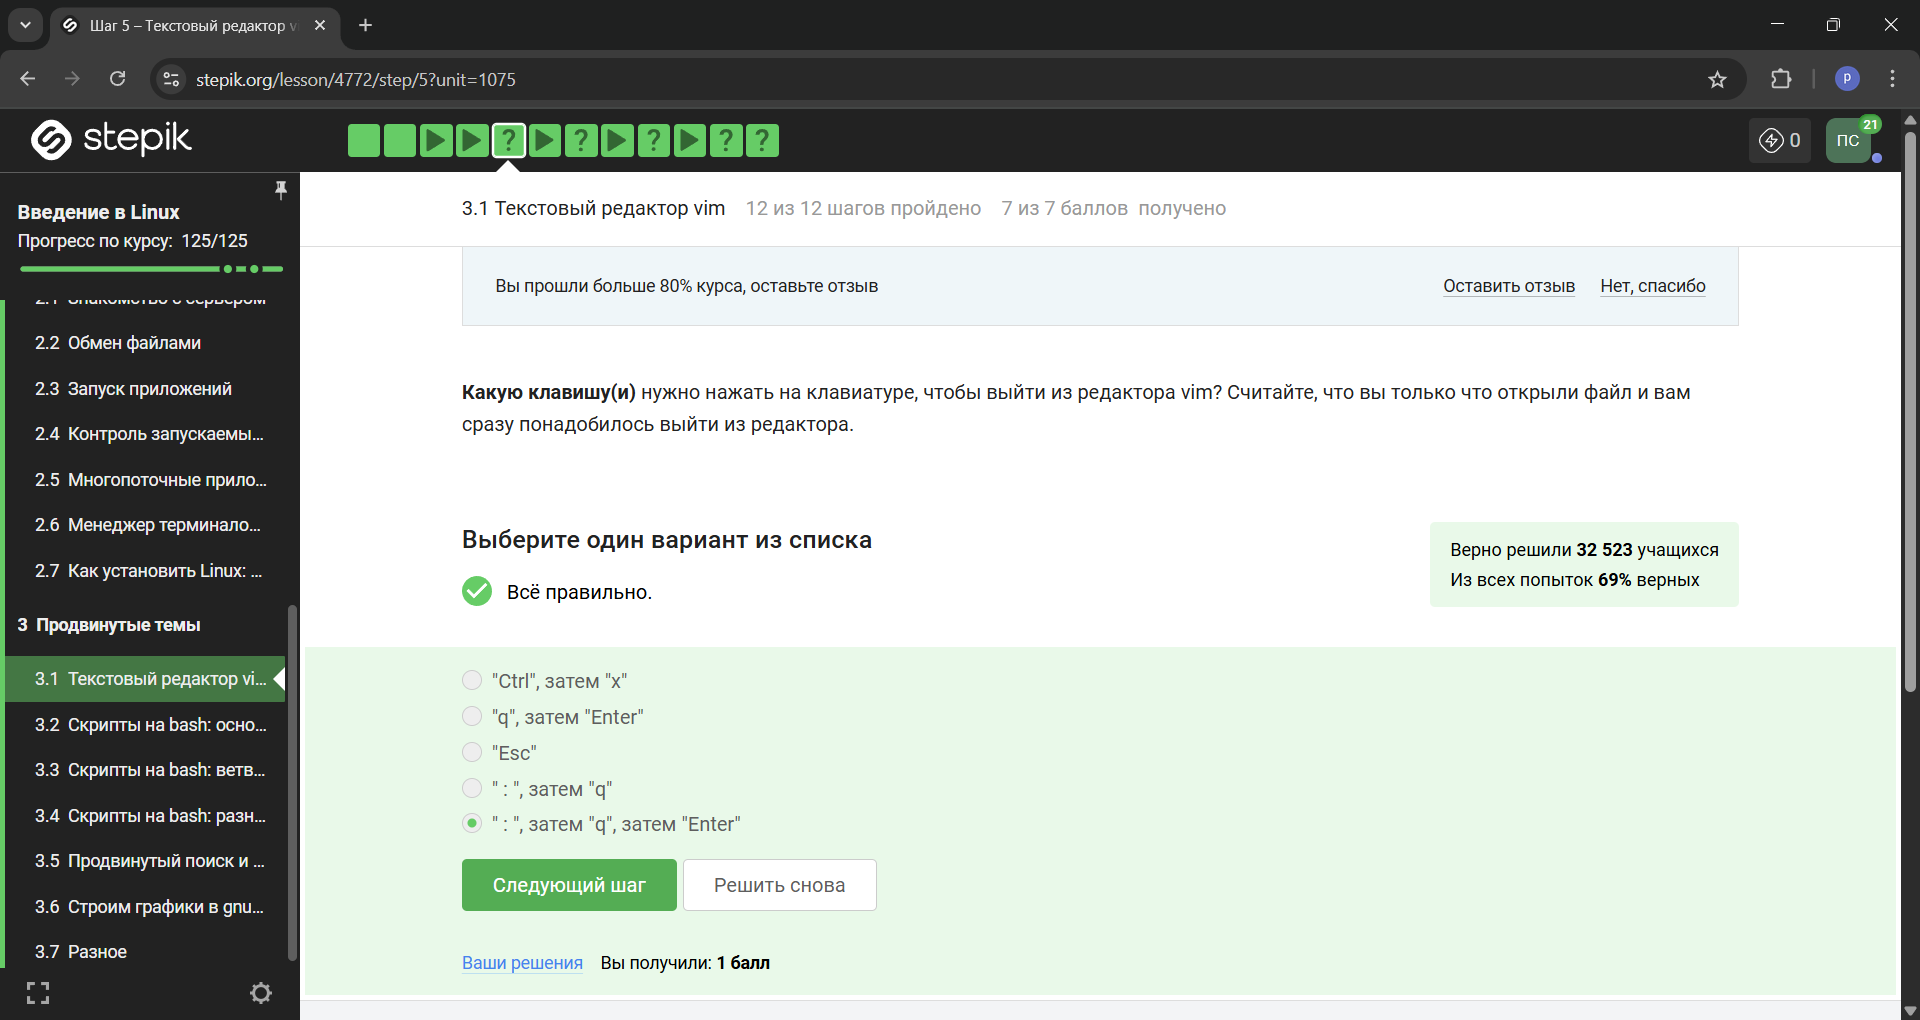 Шаг 5 – Текстовый редактор v
stepik.org/lesson/4772/step/5?unit=1075
P
stepik
?
?
?
?
?
0
ПС
21
Введение в Linux
Прогресс по курсу: 125/125
2.1 Знакомство с сервером
2.2 Обмен файлами
2.3 Запуск приложений
2.4 Контроль запускаемы...
2.5 Многопоточные прило...
2.6 Менеджер терминало...
2.7 Как установить Linux: ...
3 Продвинутые темы
3.1 Текстовый редактор vi...
3.2 Скрипты на bash: осно...
3.3 Скрипты на bash: ветв...
3.4 Скрипты на bash: разн...
3.5 Продвинутый поиск и ...
3.6 Строим графики в gnu...
3.7 Разное
3.1 Текстовый редактор vim 12 из 12 шагов пройдено 7 из 7 баллов получено
Вы прошли больше 80% курса, оставьте отзыв
Оставить отзыв Нет, спасибо
Какую клавишу(и) нужно нажать на клавиатуре, чтобы выйти из редактора vim? Считайте, что вы только что открыли файл и вам
сразу понадобилось выйти из редактора.
Выберите один вариант из списка
Всё правильно.
Верно решили 32 523 учащихся
Из всех попыток 69% верных
"Ctrl", затем "x"
"q", затем "Enter"
"Esc"
" : ", затем "q"
" : ", затем "q", затем "Enter"
Следующий шаг
Решить снова
Ваши решения Вы получили: 1 балл